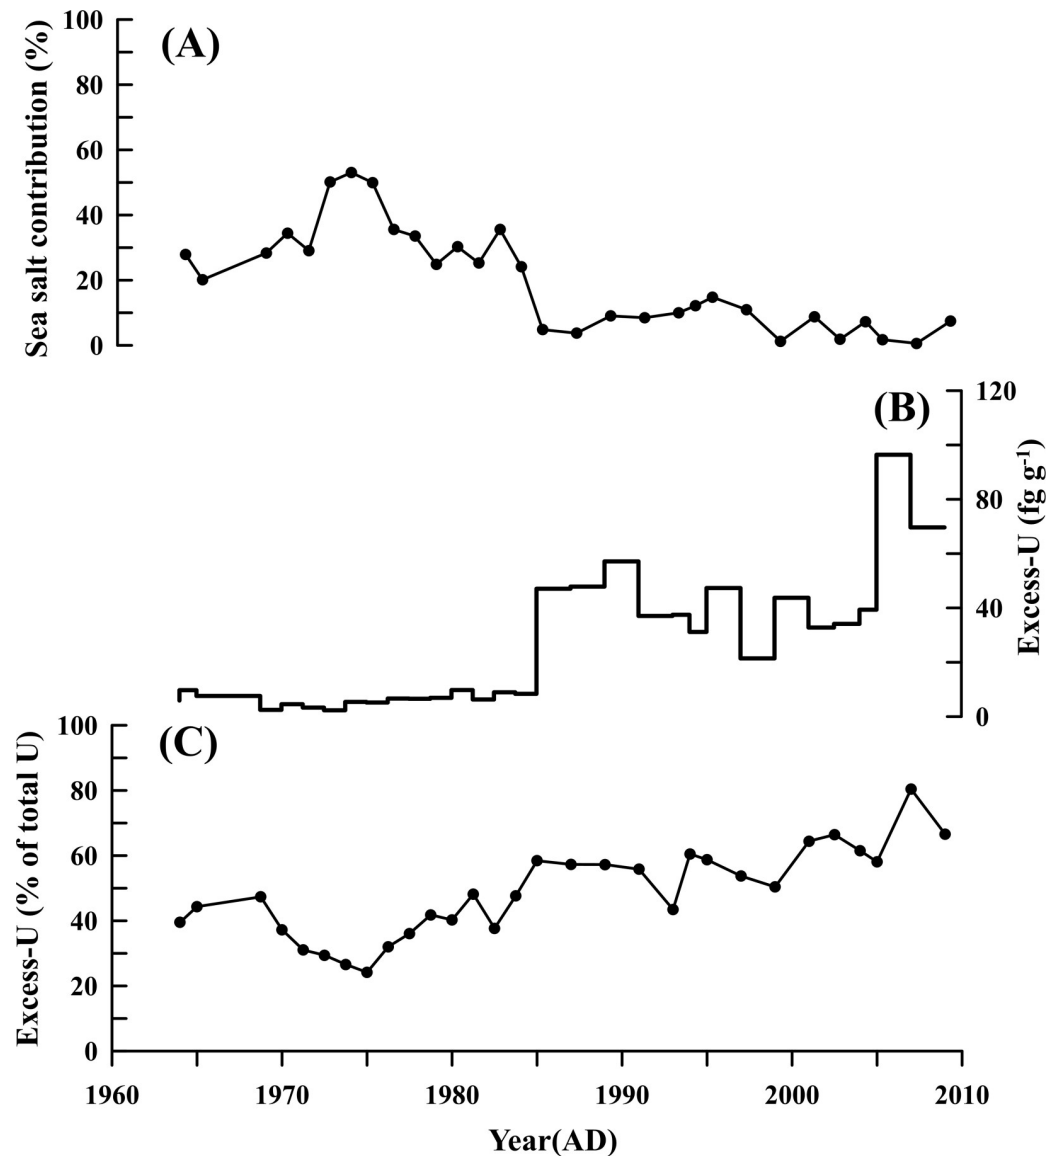 (A)
Sea salt contribution (%)
100
80
60
40
20
0
(B)
Excess-U (fg g⁻¹)
120
80
40
0
(C)
Excess-U (% of total U)
100
80
60
40
20
0
1960 1970 1980 1990 2000 2010
Year(AD)